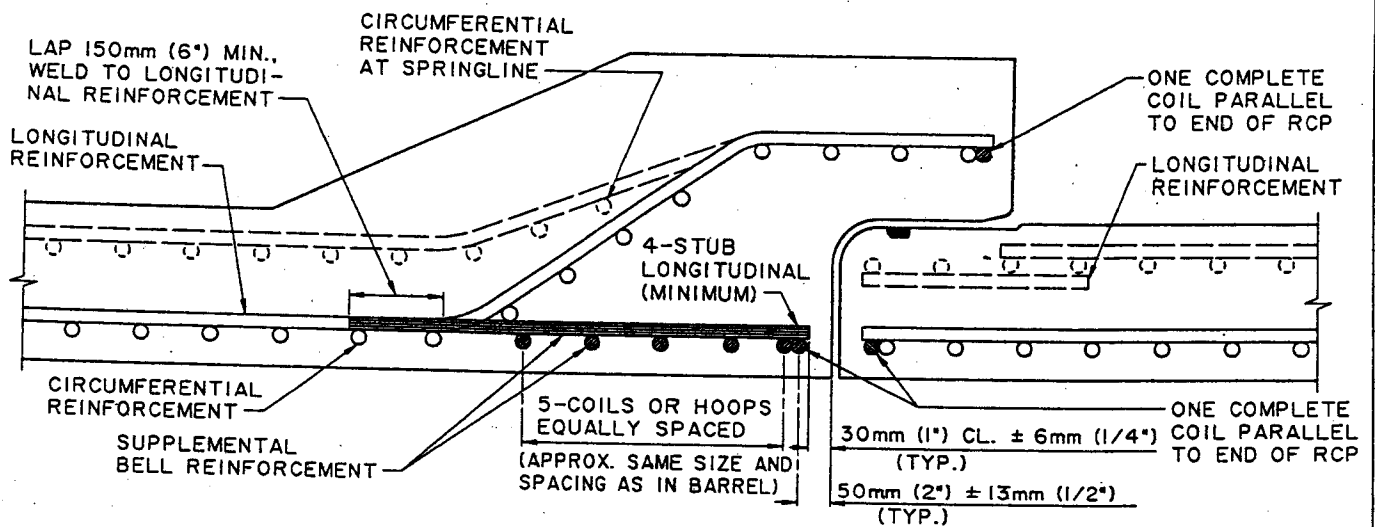 CIRCUMFERENTIAL
REINFORCEMENT
AT SPRINGLINE
LAP 150mm (6") MIN.,
WELD TO LONGITUDI-
NAL REINFORCEMENT
ONE COMPLETE
COIL PARALLEL
TO END OF RCP
LONGITUDINAL
REINFORCEMENT
LONGITUDINAL
REINFORCEMENT
4-STUB
LONGITUDINAL
(MINIMUM)
CIRCUMFERENTIAL
REINFORCEMENT
SUPPLEMENTAL
BELL REINFORCEMENT
5-COILS OR HOOPS
EQUALLY SPACED
(APPROX. SAME SIZE AND
SPACING AS IN BARREL)
30mm (1") CL. ± 6mm (1/4")
(TYP.)
50mm (2") ± 13mm (1/2")
(TYP.)
ONE COMPLETE
COIL PARALLEL
TO END OF RCP